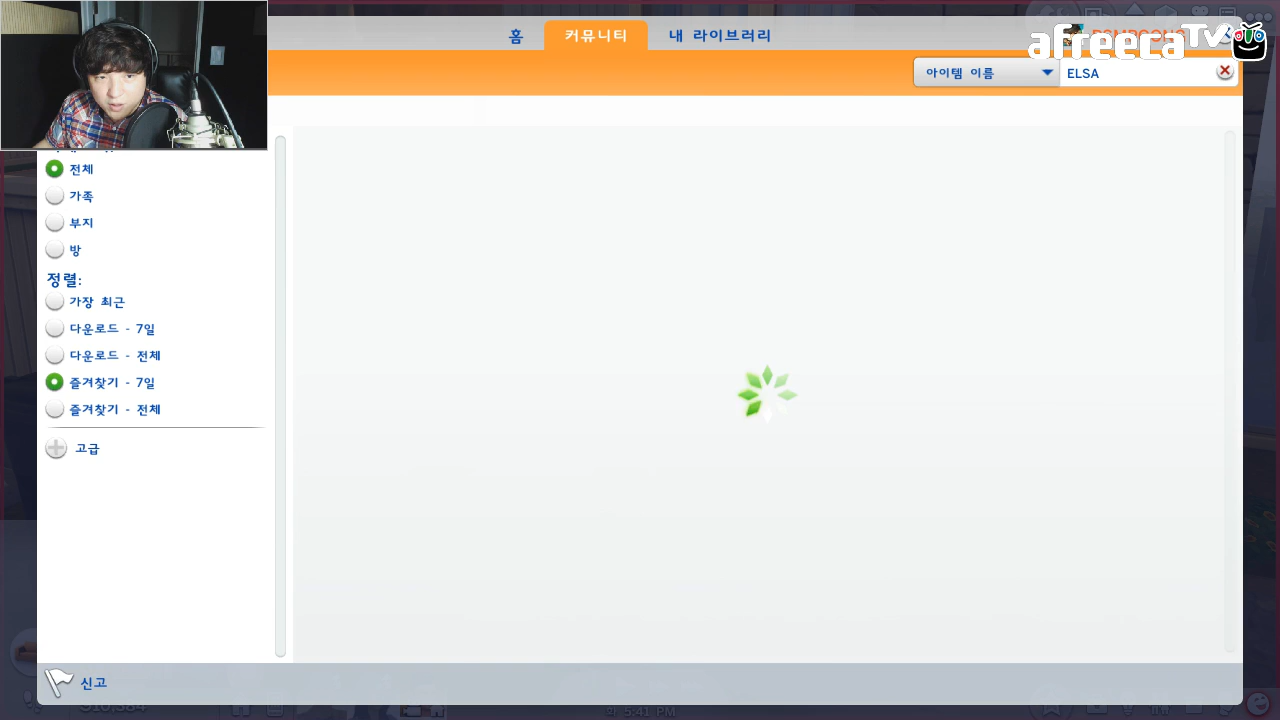 홈 커뮤니티 내 라이브러리
afreecaTV
아이템 이름 ELSA
전체
가족
부지
방
정렬:
가장 최근
다운로드 - 7일
다운로드 - 전체
즐겨찾기 - 7일
즐겨찾기 - 전체
고급
신고
5:41 PM